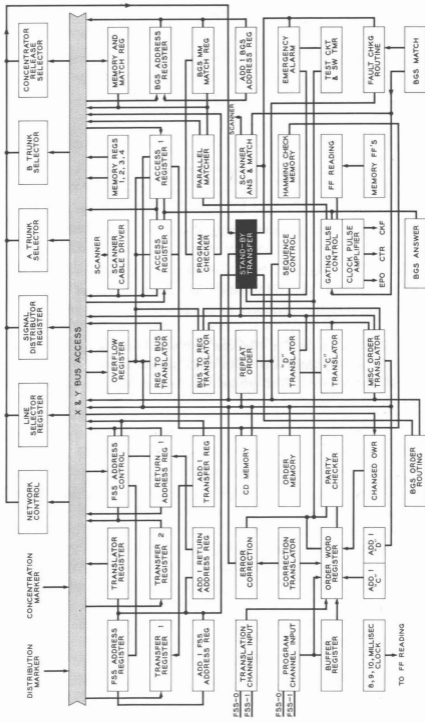 DISTRIBUTION
MARKER
CONCENTRATION
MARKER
NETWORK
CONTROL
LINE
SELECTOR
REGISTER
SIGNAL
DISTRIBUTOR
REGISTER
A TRUNK
SELECTOR
B TRUNK
SELECTOR
CONCENTRATOR
RELEASE
SELECTOR
X & Y BUS ACCESS
FSS ADDRESS
REGISTER
TRANSLATOR
REGISTER
FSS ADDRESS
CONTROL
OVERFLOW
REGISTER
SCANNER
SCANNER
CABLE DRIVER
MEMORY REGS
1, 2, 3, 4
MEMORY AND
MATCH REG
TRANSFER 1
REGISTER
TRANSFER 2
RETURN
ADDRESS REG 1
REG TO BUS
TRANSLATOR
ACCESS 0
REGISTER
ACCESS 1
REGISTER
BGS ADDRESS
REGISTER
ADD 1 FSS
ADDRESS REG
ADD 1 RETURN
ADDRESS REG
ADD 1
TRANSFER REG
BUS TO REG
TRANSLATOR
PROGRAM
CHECKER
PARALLEL
MATCHER
BGS MM
MATCH REG
SCANNER
FSS-0
FSS-1
TRANSLATION
CHANNEL INPUT
ERROR
CORRECTION
CD MEMORY
REPEAT
ORDER
STAND-BY
TRANSFER
SCANNER
ANS & MATCH
ADD 1 BGS
ADDRESS REG
FSS-0
FSS-1
PROGRAM
CHANNEL INPUT
CORRECTION
TRANSLATOR
ORDER
MEMORY
"D"
TRANSLATOR
SEQUENCE
CONTROL
HAMMING CHECK
MEMORY
EMERGENCY
ALARM
BUFFER
REGISTER
ORDER WORD
REGISTER
PARITY
CHECKER
"C"
TRANSLATOR
GATING PULSE
CONTROL
FF READING
TEST CKT
& SW TMR
8, 9, 10, MILLISEC
CLOCK
ADD 1
"C"
ADD 1
"D"
CHANGED OWR
MISC ORDER
TRANSLATOR
CLOCK PULSE
AMPLIFIERS
MEMORY FF'S
FAULT CHKG
ROUTINE
TO FF READING
BGS ORDER
ROUTING
EPO
CTR
CKF
BGS ANSWER
BGS MATCH